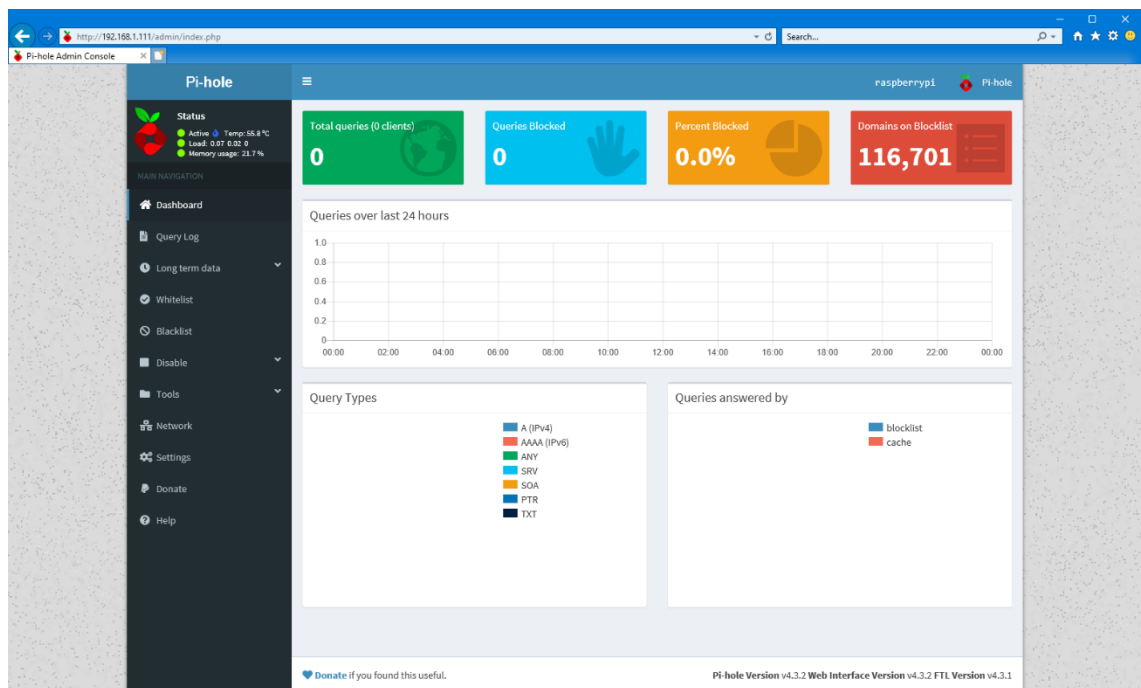 http://192.168.1.111/admin/index.php
Search...
Pi-hole Admin Console
Pi-hole
raspberrypi
Pi-hole
Status
Active Temp: 55.8 °C
Load: 0.07 0.02 0
Memory usage: 21.7 %
MAIN NAVIGATION
Dashboard
Query Log
Long term data
Whitelist
Blacklist
Disable
Tools
Network
Settings
Donate
Help
Total queries (0 clients)
0
Queries Blocked
0
Percent Blocked
0.0%
Domains on Blocklist
116,701
Queries over last 24 hours
1.0
0.8
0.6
0.4
0.2
0
00:00 02:00 04:00 06:00 08:00 10:00 12:00 14:00 16:00 18:00 20:00 22:00 00:00
Query Types
A (IPv4)
AAAA (IPv6)
ANY
SRV
SOA
PTR
TXT
Queries answered by
blocklist
cache
Donate if you found this useful.
Pi-hole Version v4.3.2 Web Interface Version v4.3.2 FTL Version v4.3.1